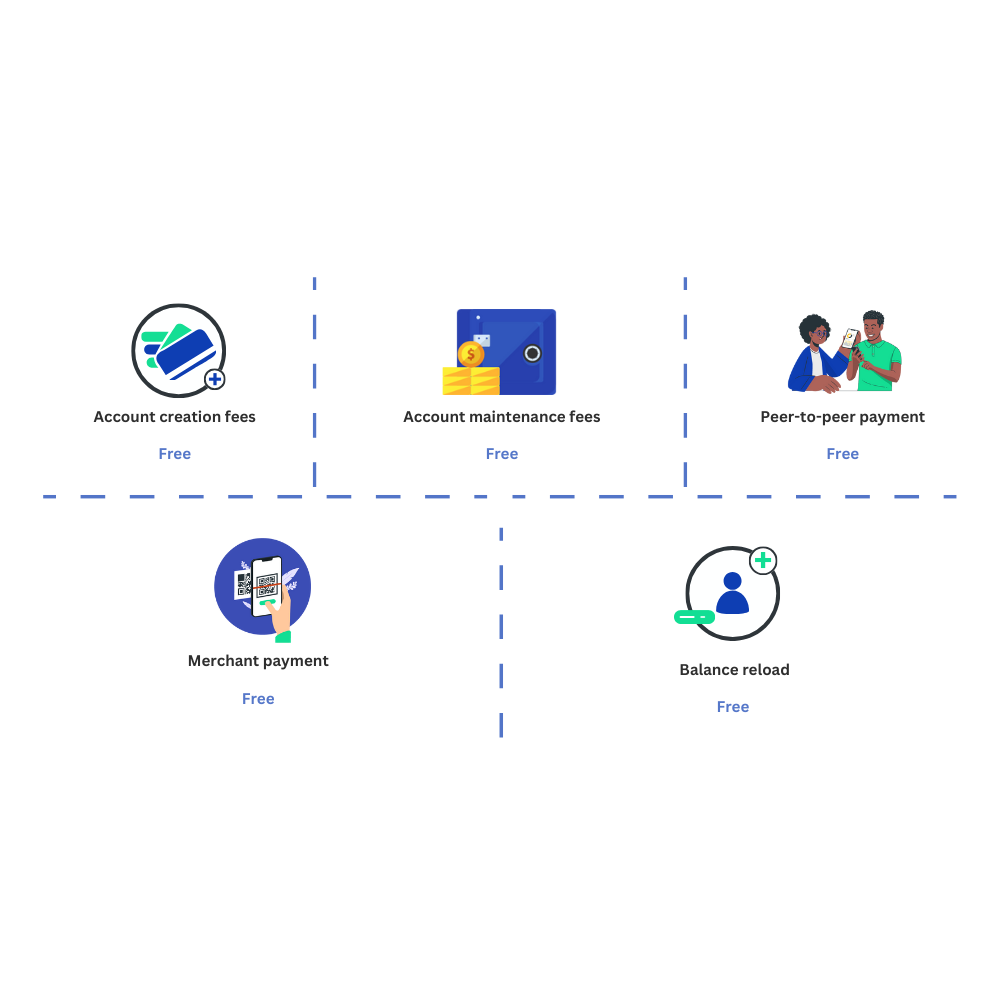 Account creation fees
Free
Account maintenance fees
Free
Peer-to-peer payment
Free
Merchant payment
Free
Balance reload
Free